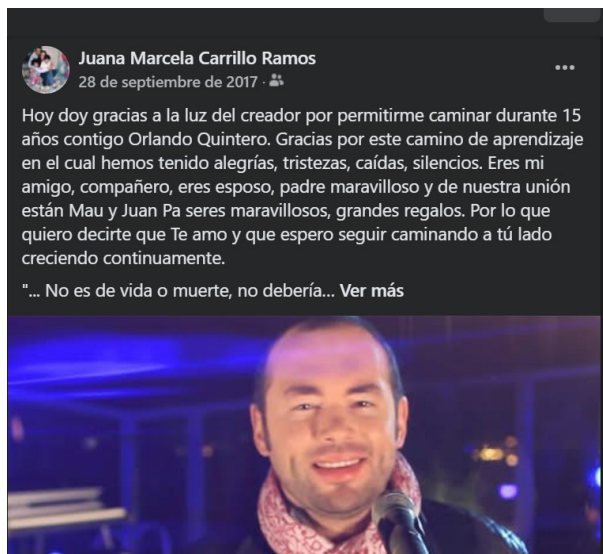 Juana Marcela Carrillo Ramos
28 de septiembre de 2017 ·
Hoy doy gracias a la luz del creador por permitirme caminar durante 15
años contigo Orlando Quintero. Gracias por este camino de aprendizaje
en el cual hemos tenido alegrías, tristezas, caídas, silencios. Eres mi
amigo, compañero, eres esposo, padre maravilloso y de nuestra unión
están Mau y Juan Pa seres maravillosos, grandes regalos. Por lo que
quiero decirte que Te amo y que espero seguir caminando a tú lado
creciendo continuamente.
"... No es de vida o muerte, no debería... Ver más